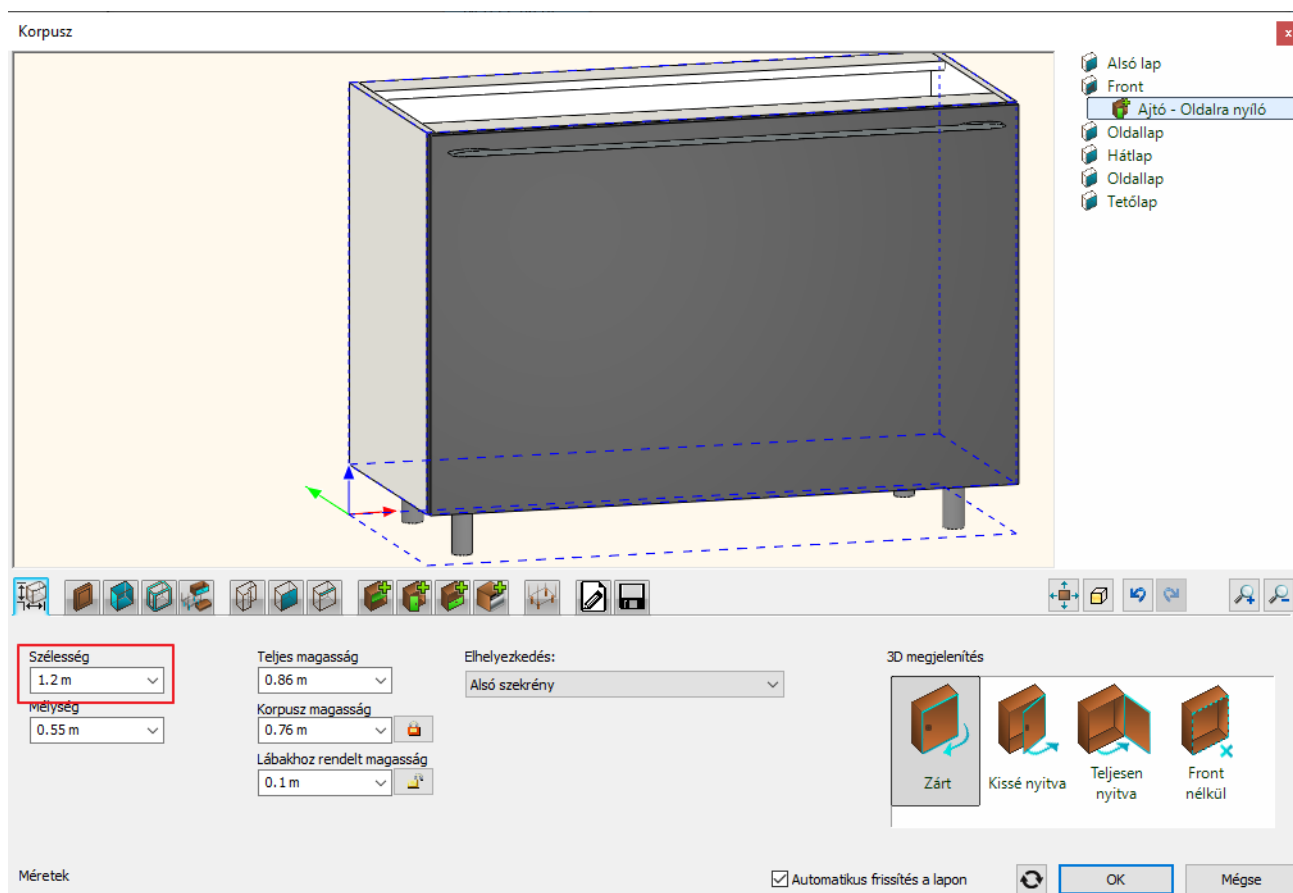 Korpusz
x
Alsó lap
Front
Ajtó - Oldalra nyíló
Oldallap
Hátlap
Oldallap
Tetőlap
Szélesség
1.2 m
Mélység
0.55 m
Teljes magasság
0.86 m
Korpusz magasság
0.76 m
Lábakhoz rendelt magasság
0.1 m
Elhelyezkedés:
Alsó szekrény
3D megjelenítés
Zárt
Kissé nyitva
Teljesen
nyitva
Front
nélkül
Méretek
Automatikus frissítés a lapon
OK
Mégse